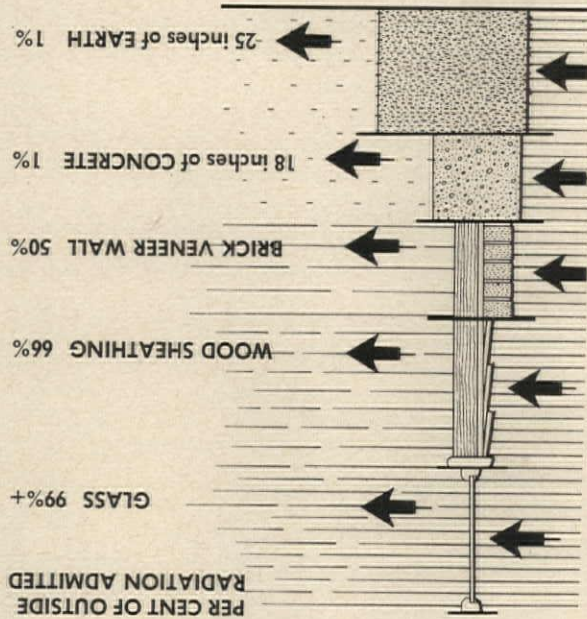 PER CENT OF OUTSIDE
RADIATION ADMITTED
GLASS 99%+
WOOD SHEATHING 66%
BRICK VENEER WALL 50%
18 inches of CONCRETE 1%
25 inches of EARTH 1%